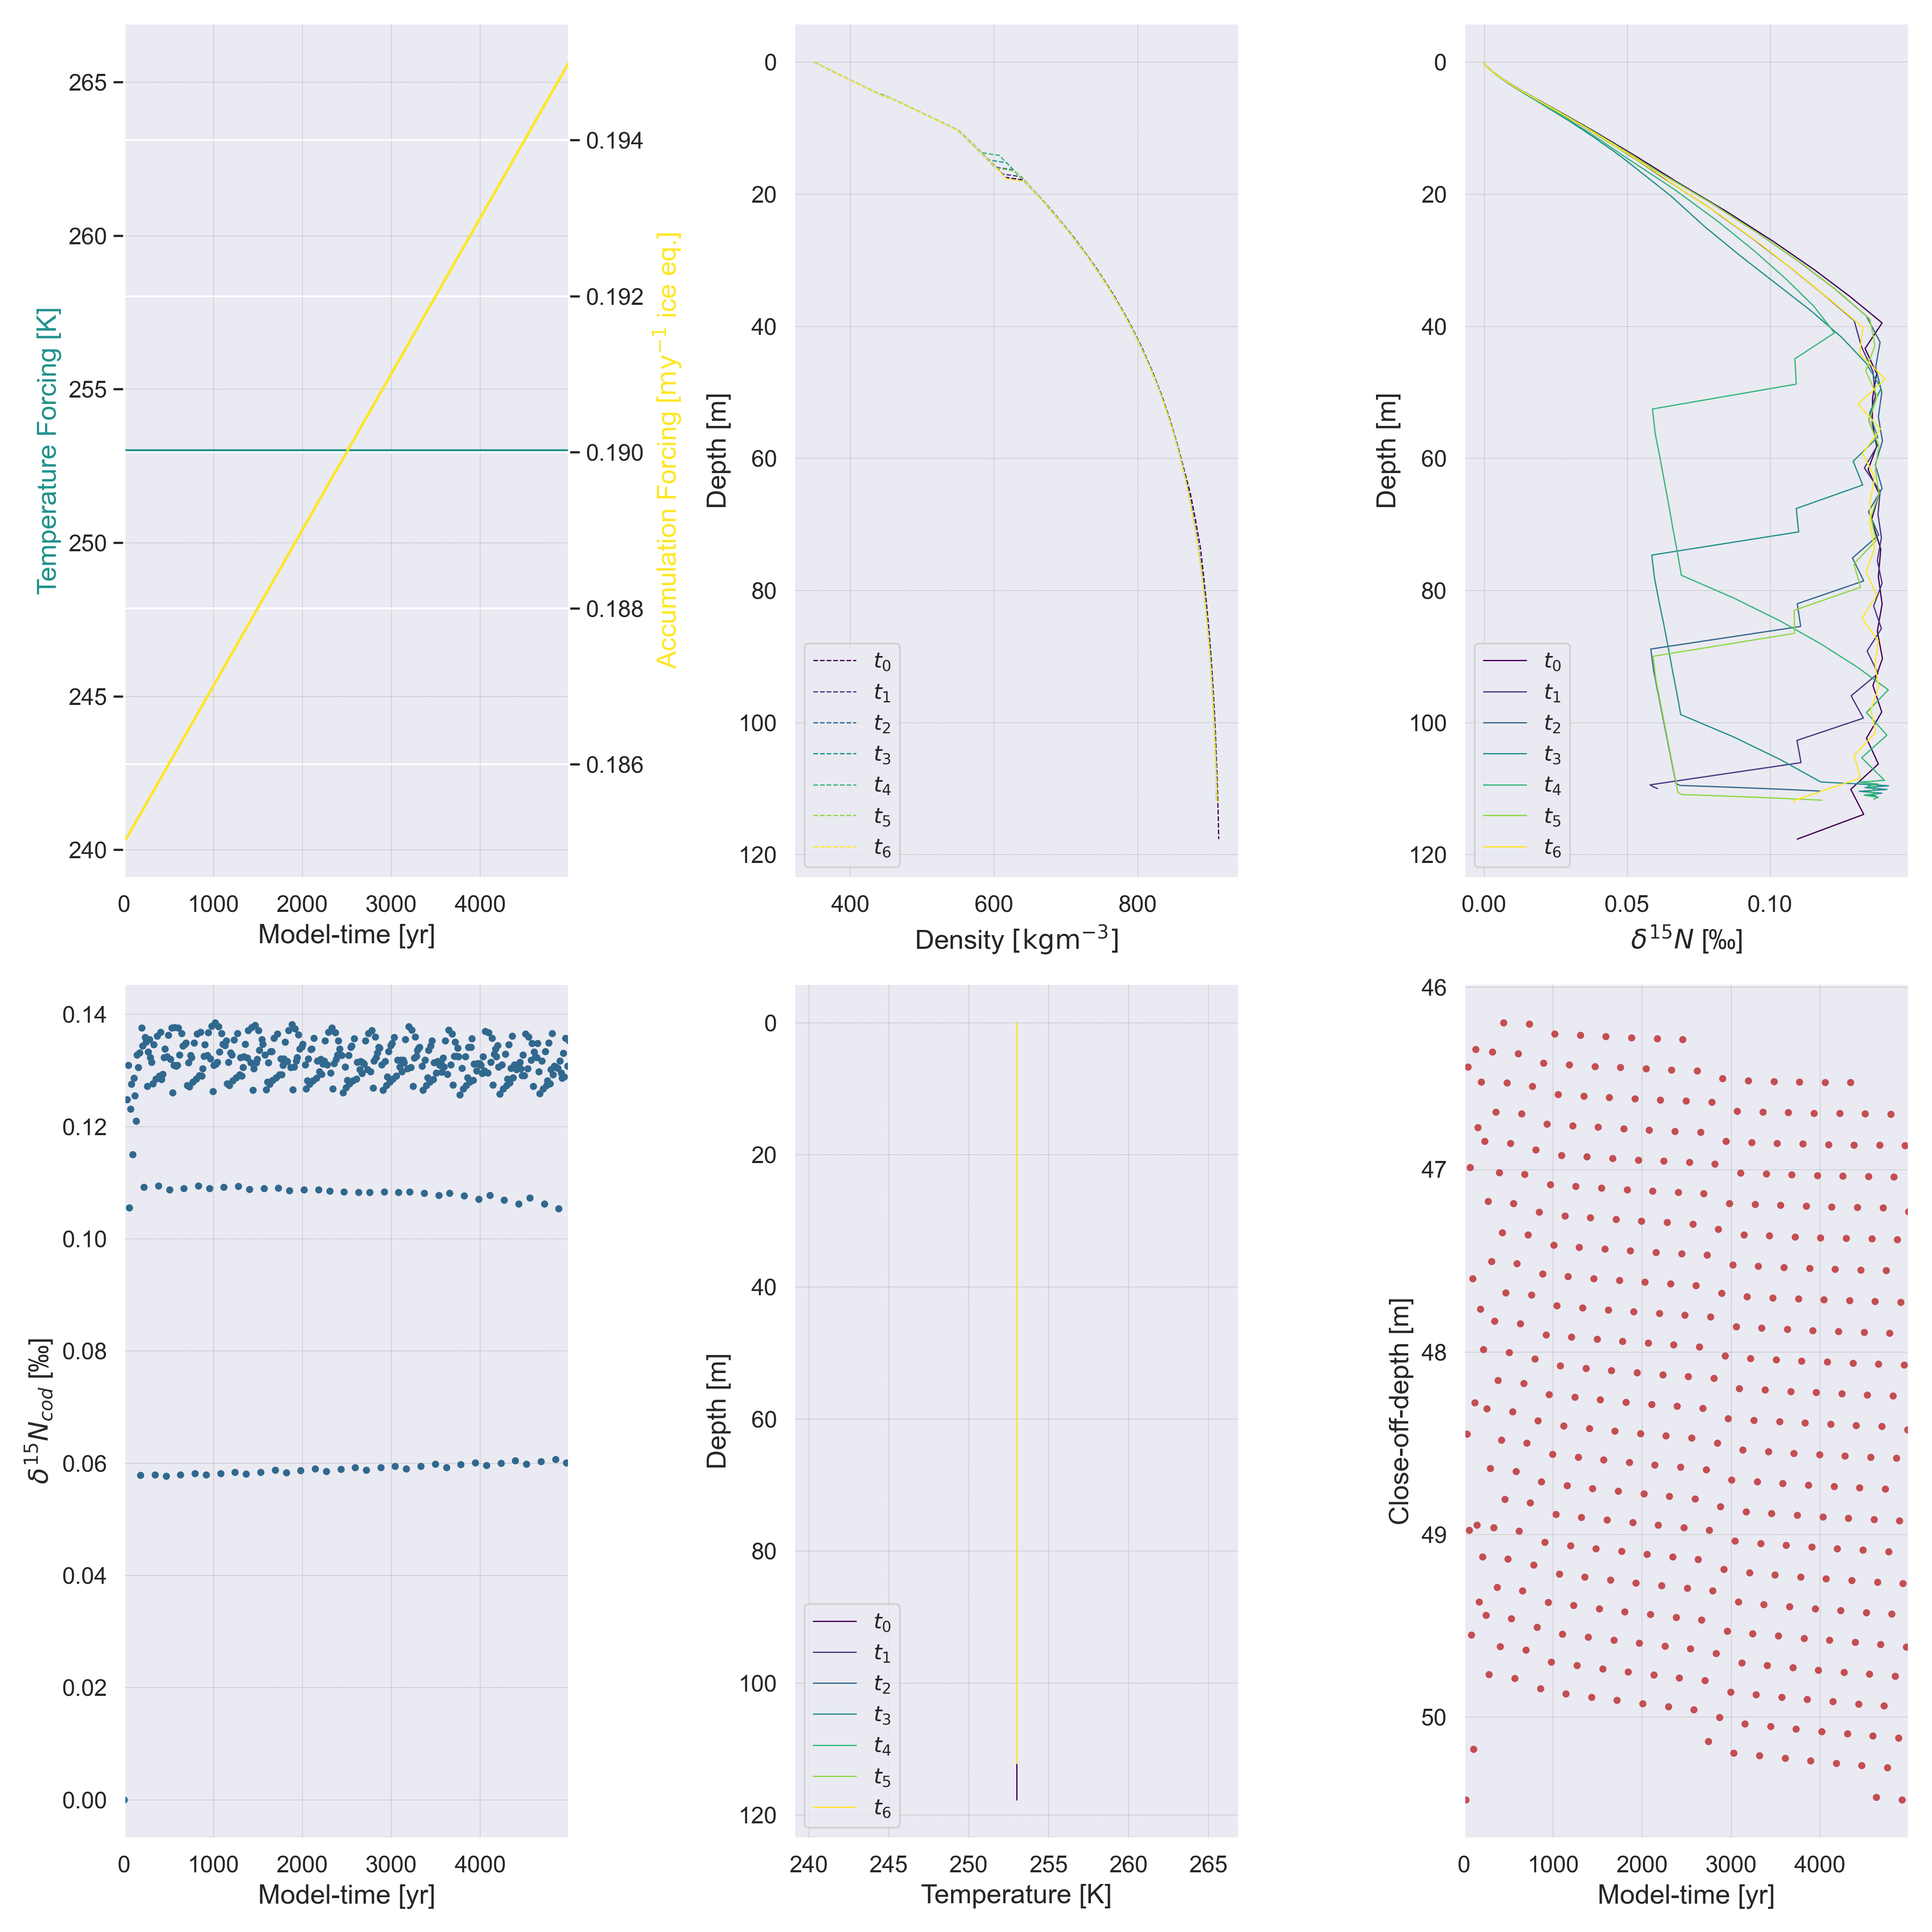 265
260
255
250
245
240
0.194
0.192
0.190
0.188
0.186
0 1000 2000 3000 4000
Temperature Forcing [K]
Accumulation Forcing [my⁻¹ ice eq.]
Model-time [yr]
0
20
40
60
80
100
120
400 600 800
Depth [m]
Density [kgm⁻³]
t₀
t₁
t₂
t₃
t₄
t₅
t₆
0
20
40
60
80
100
120
0.00 0.05 0.10
Depth [m]
δ¹⁵N [‰]
t₀
t₁
t₂
t₃
t₄
t₅
t₆
0.14
0.12
0.10
0.08
0.06
0.04
0.02
0.00
0 1000 2000 3000 4000
δ¹⁵N_cod [‰]
Model-time [yr]
0
20
40
60
80
100
120
240 245 250 255 260 265
Depth [m]
Temperature [K]
t₀
t₁
t₂
t₃
t₄
t₅
t₆
46
47
48
49
50
0 1000 2000 3000 4000
Close-off-depth [m]
Model-time [yr]